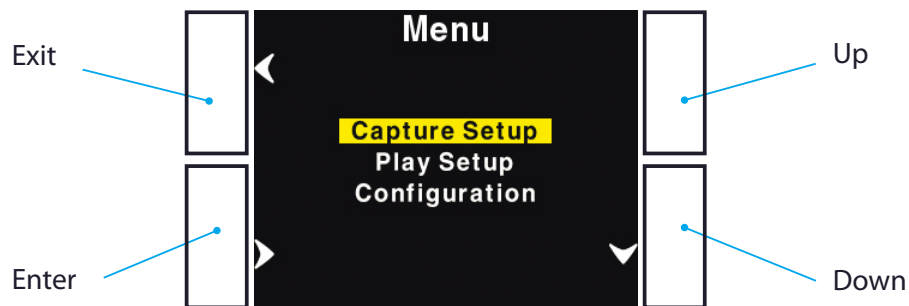 Menu
Exit
Up
Capture Setup
Play Setup
Configuration
Enter
Down